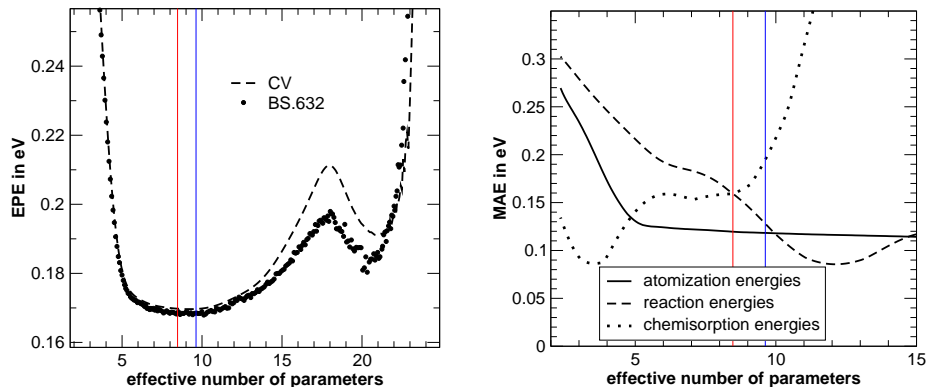 EPE in eV
0.24
0.22
0.2
0.18
0.16
5
10
15
20
effective number of parameters
CV
BS.632
MAE in eV
0.3
0.25
0.2
0.15
0.1
0.05
0
5
10
15
effective number of parameters
atomization energies
reaction energies
chemisorption energies